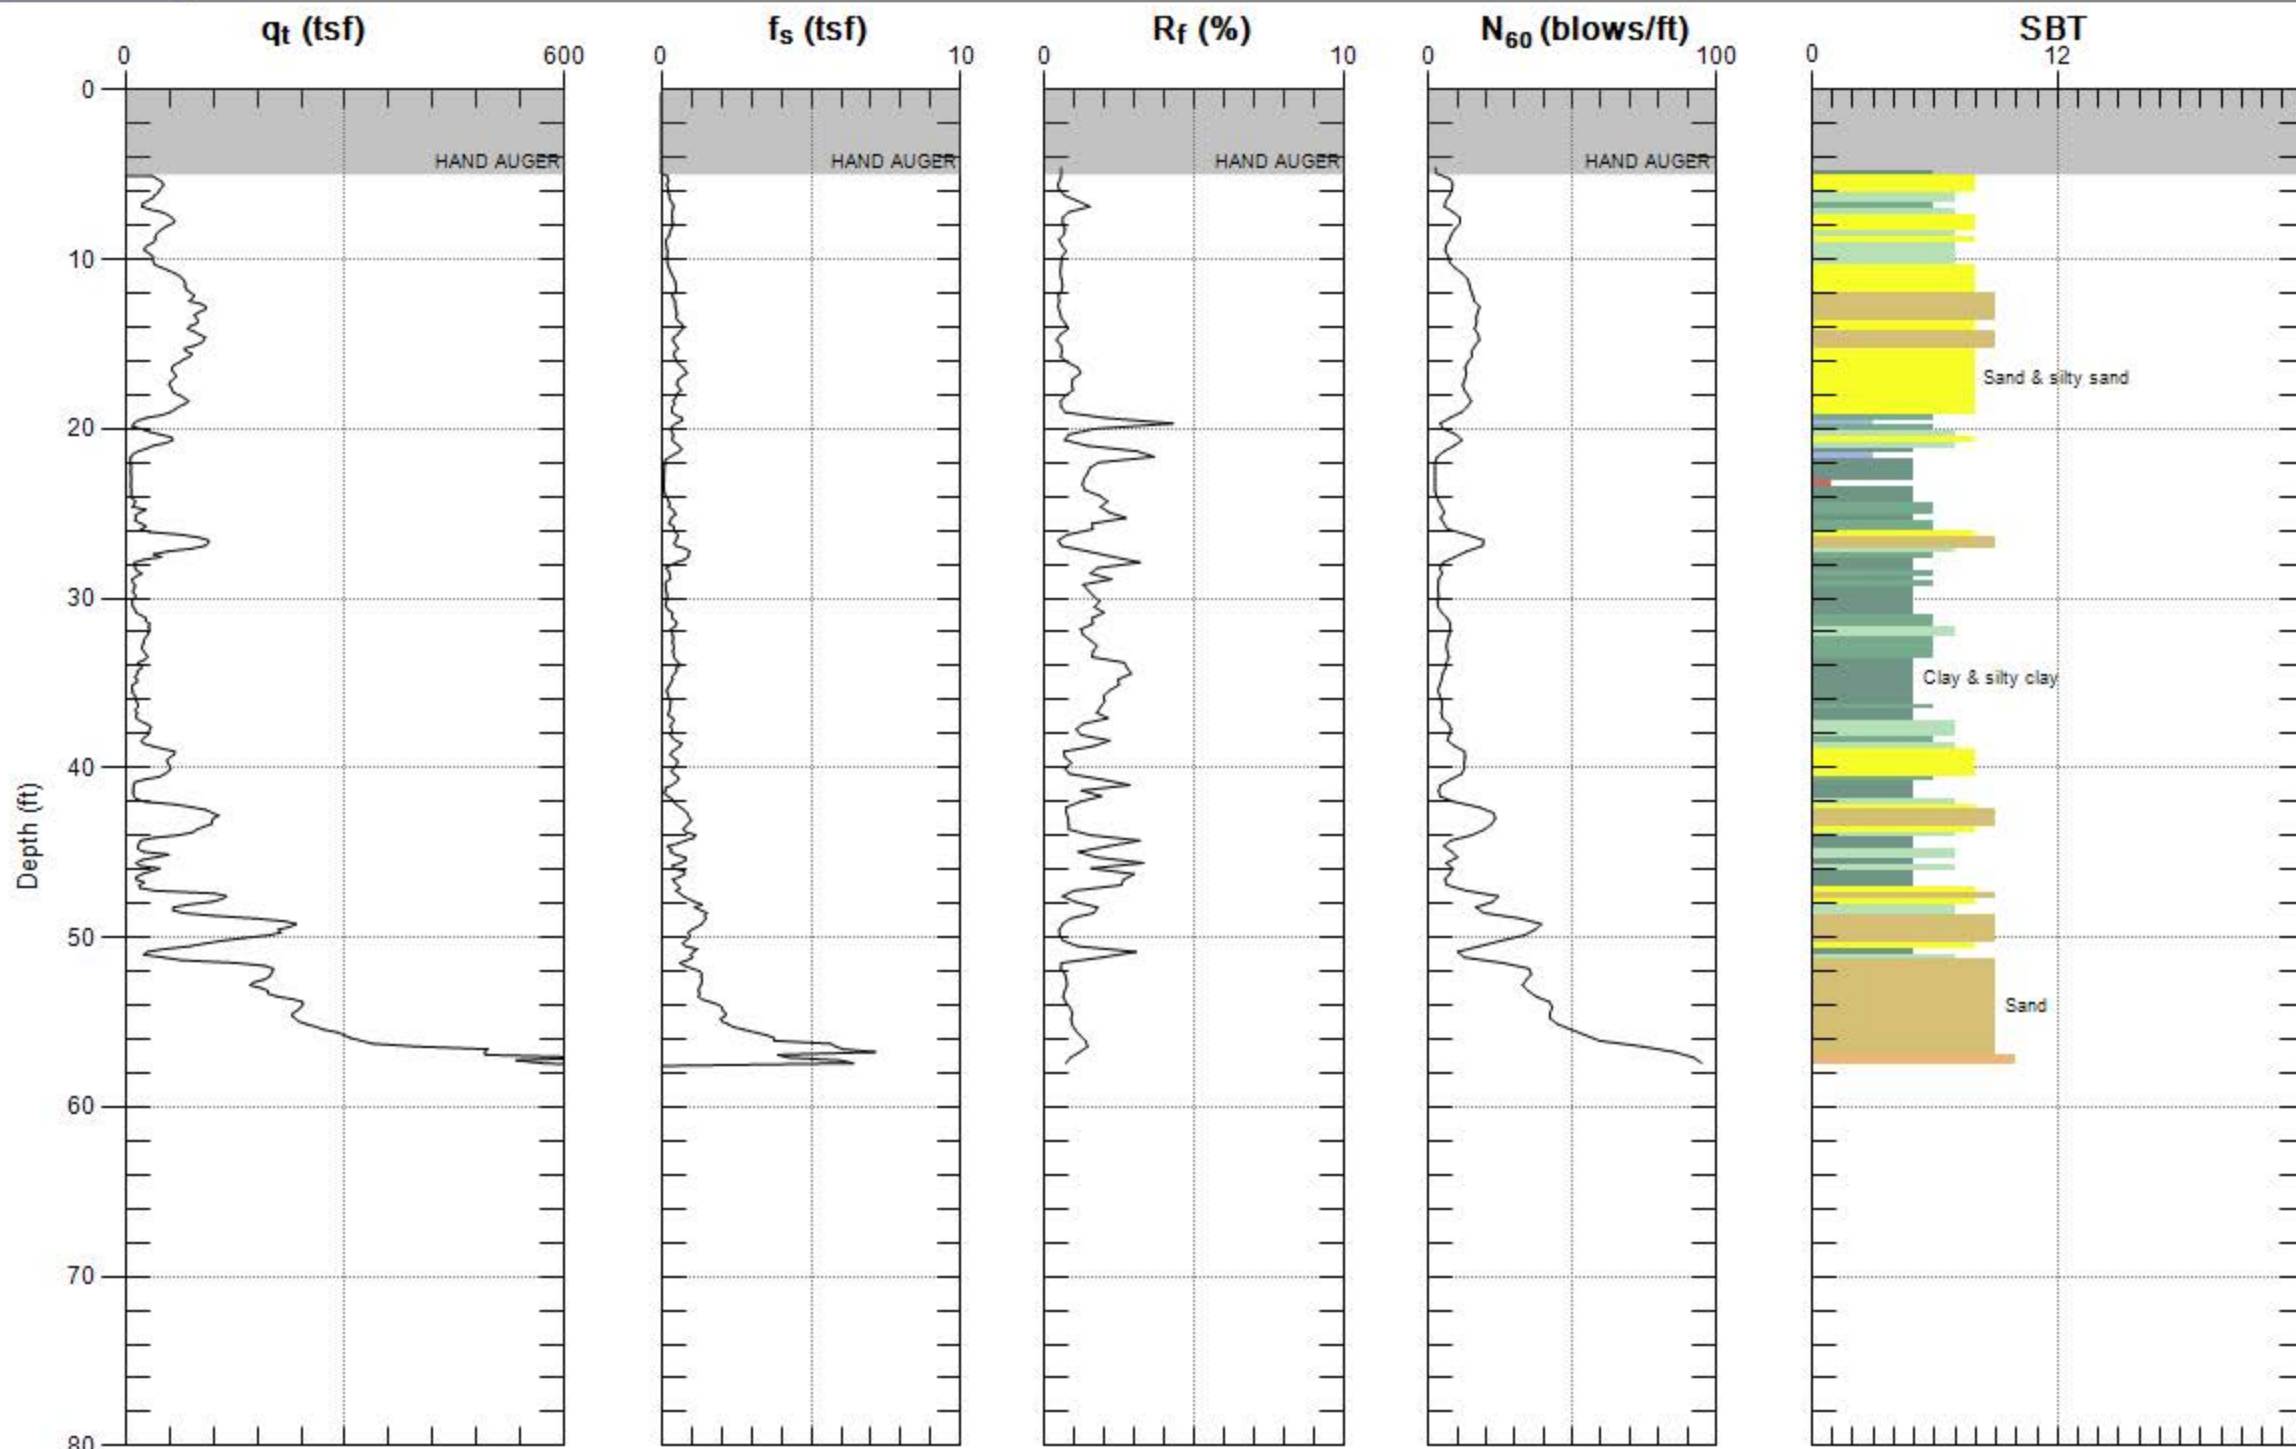 qt (tsf) fs (tsf) Rf (%) N60 (blows/ft) SBT
0 600 0 10 0 10 0 100 0 12
0
HAND AUGER HAND AUGER HAND AUGER HAND AUGER
10
Sand & silty sand
20
30
Clay & silty clay
40
Depth (ft)
50
Sand
60
70
80